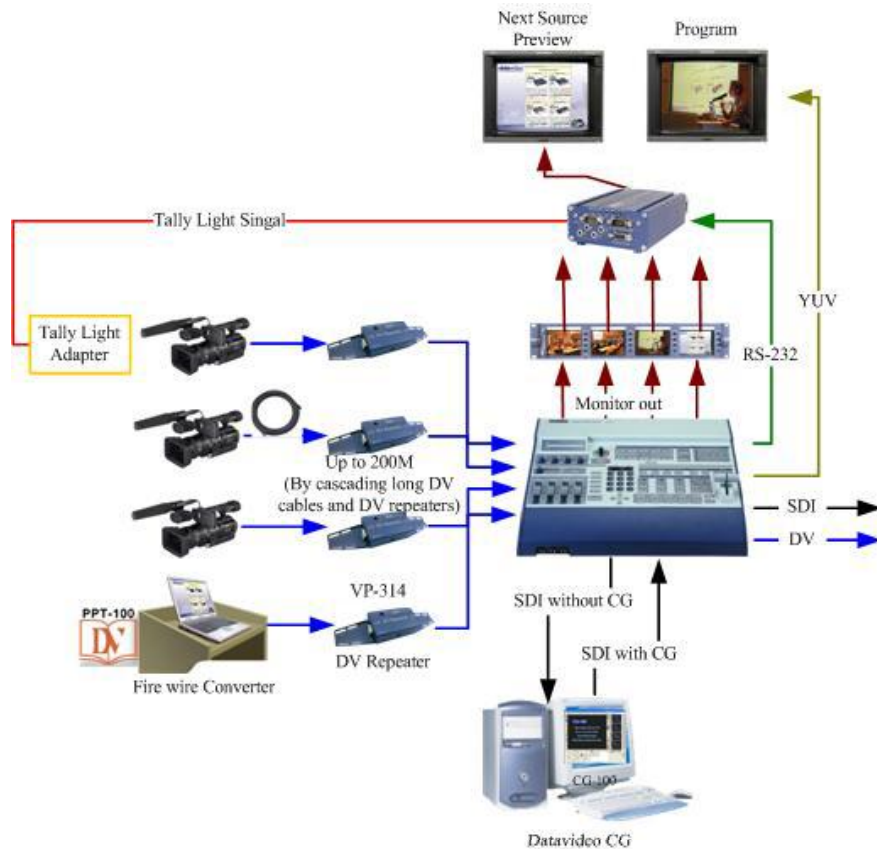 Next Source
Preview
Program
Tally Light Singal
Tally Light
Adapter
YUV
RS-232
Monitor out
Up to 200M
(By cascading long DV
cables and DV repeaters)
SDI
DV
VP-314
SDI without CG
PPT-100
DV
SDI with CG
DV Repeater
Fire wire Converter
CG-100
Datavideo CG